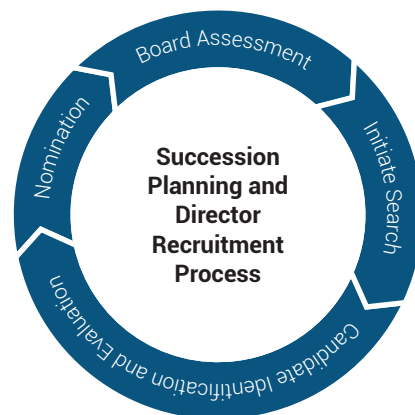 Board Assessment
Initiate Search
Candidate Identification and Evaluation
Nomination
Succession
Planning and
Director
Recruitment
Process